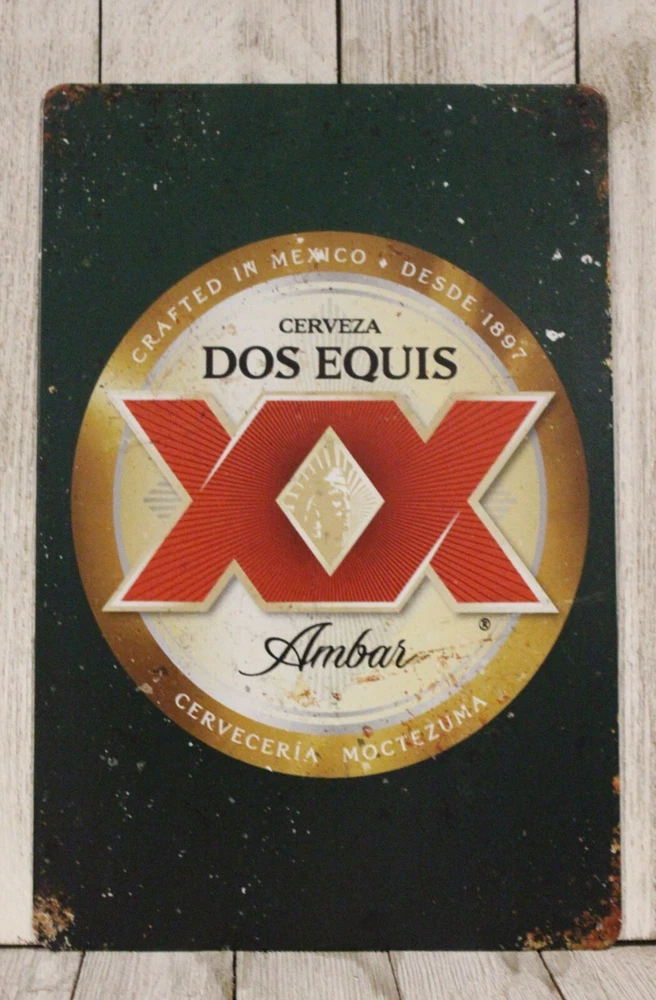 CRAFTED IN MEXICO • DESDE 1897
CERVEZA
DOS EQUIS
XX
®
Ambar
CERVECERÍA MOCTEZUMA